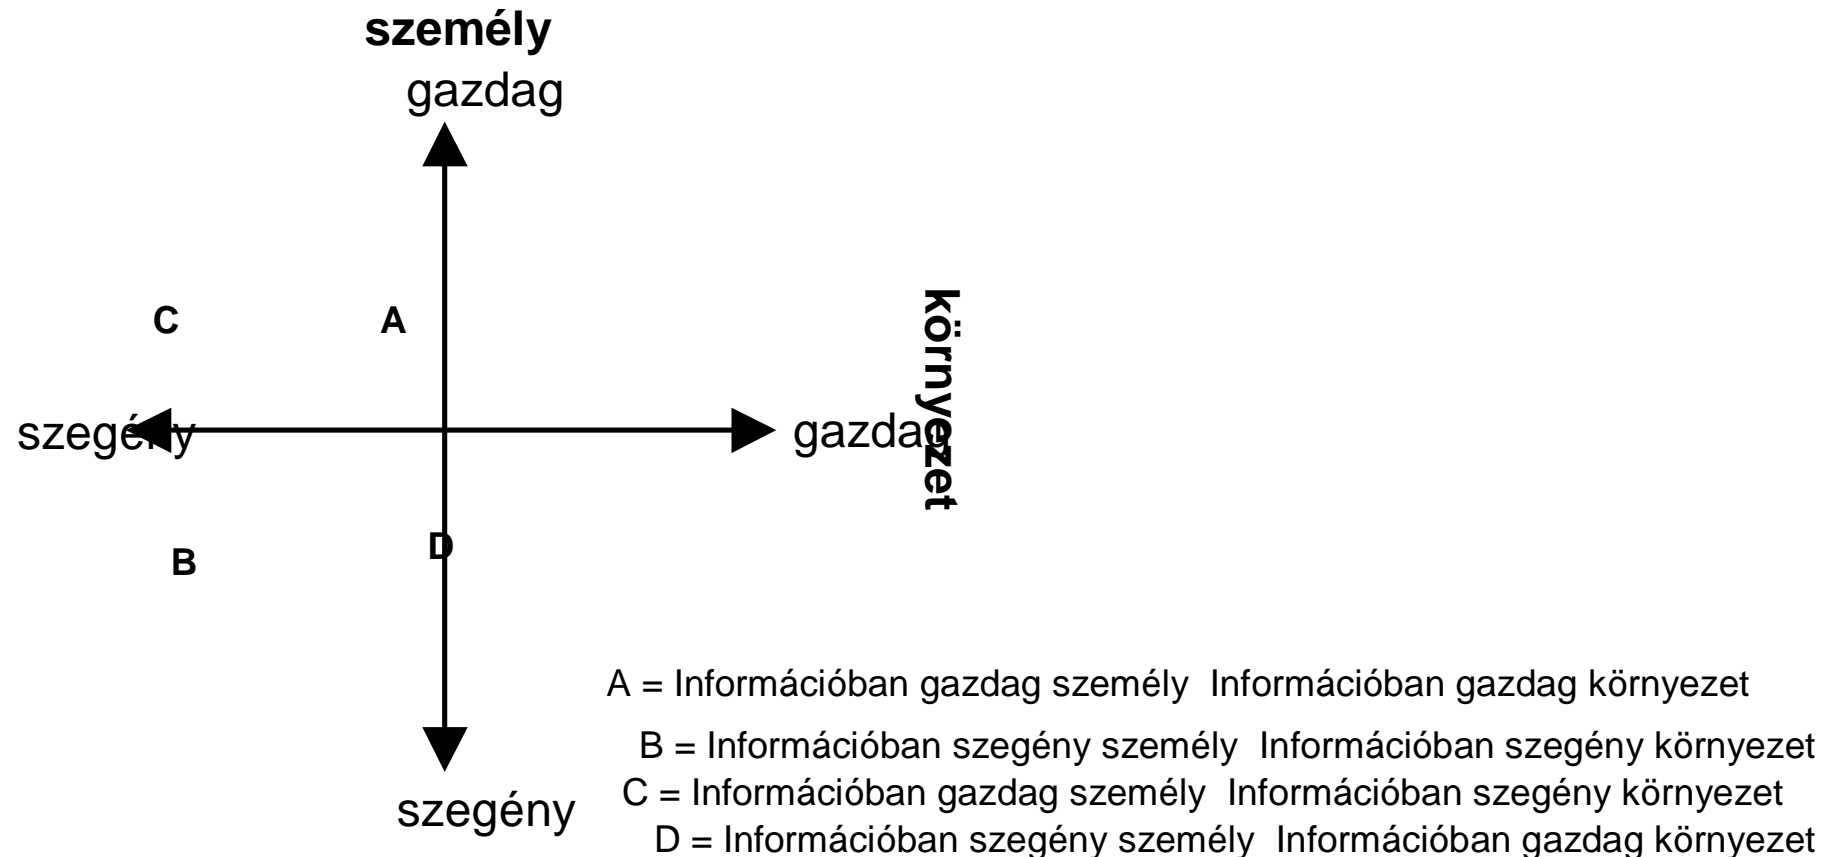 személy
gazdag
környezet
C
A
szegény
gazdag
D
B
A = Információban gazdag személy  Információban gazdag környezet
B = Információban szegény személy  Információban szegény környezet
szegény
C = Információban gazdag személy  Információban szegény környezet
D = Információban szegény személy  Információban gazdag környezet